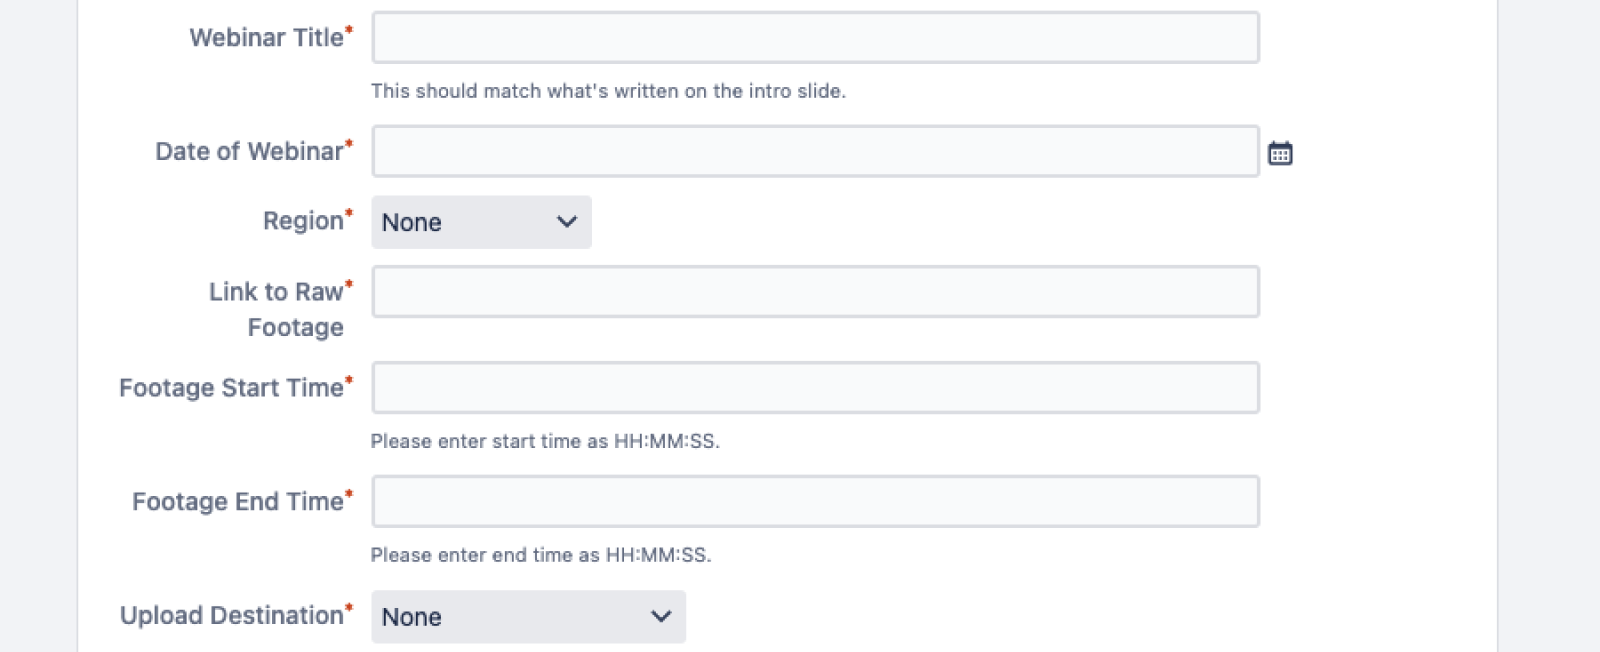 Webinar Title*
This should match what's written on the intro slide.
Date of Webinar*
Region*
None
Link to Raw*
Footage
Footage Start Time*
Please enter start time as HH:MM:SS.
Footage End Time*
Please enter end time as HH:MM:SS.
Upload Destination*
None